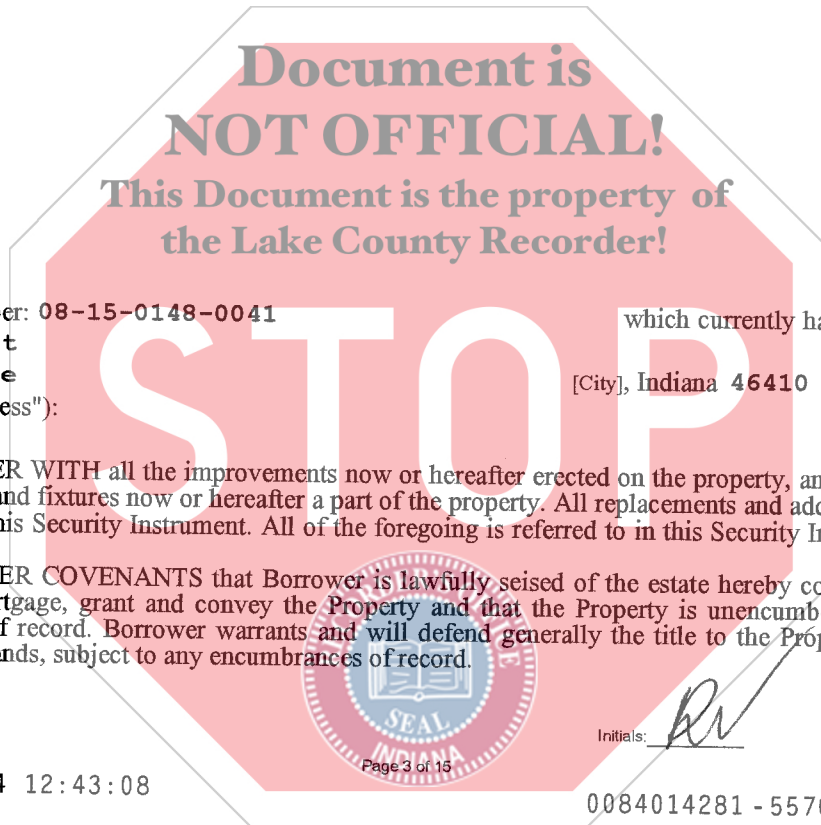 Document is
NOT OFFICIAL!
This Document is the property of
the Lake County Recorder!
er: 08-15-0148-0041 which currently ha
t
e [City], Indiana 46410
ess"):
STOP
ER WITH all the improvements now or hereafter erected on the property, an
and fixtures now or hereafter a part of the property. All replacements and add
his Security Instrument. All of the foregoing is referred to in this Security In
ER COVENANTS that Borrower is lawfully seised of the estate hereby co
rtgage, grant and convey the Property and that the Property is unencumb
f record. Borrower warrants and will defend generally the title to the Prop
nds, subject to any encumbrances of record.
SEAL
INDIANA
Initials: RV
Page 3 of 15
4 12:43:08
0084014281 - 5570